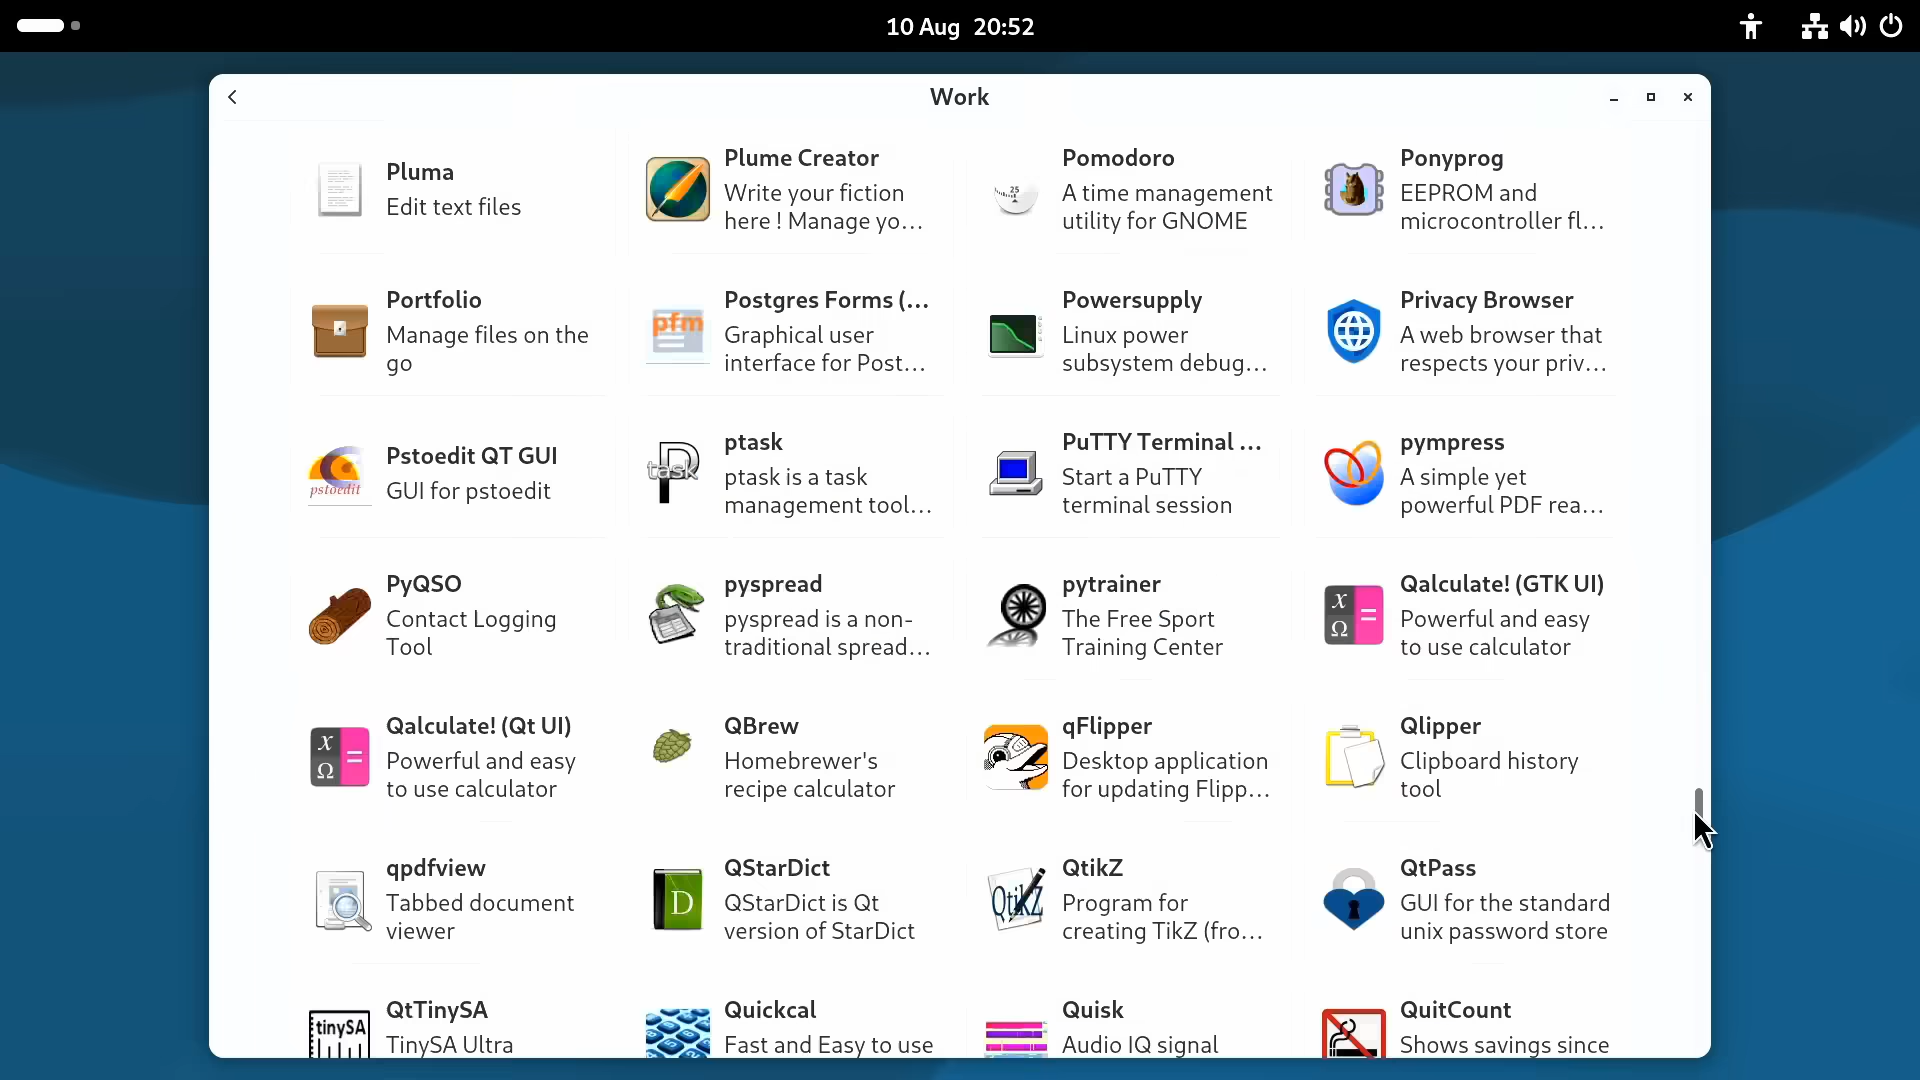 10 Aug 20:52
Work
Pluma
Edit text files
Plume Creator
Write your fiction
here ! Manage yo...
25
Pomodoro
A time management
utility for GNOME
Ponyprog
EEPROM and
microcontroller fl...
Portfolio
Manage files on the
go
pfm
Postgres Forms (...
Graphical user
interface for Post...
Powersupply
Linux power
subsystem debug...
Privacy Browser
A web browser that
respects your priv...
pstoedit
Pstoedit QT GUI
GUI for pstoedit
P
task
ptask
ptask is a task
management tool...
PuTTY Terminal ...
Start a PuTTY
terminal session
pympress
A simple yet
powerful PDF rea...
PyQSO
Contact Logging
Tool
pyspread
pyspread is a non-
traditional spread...
pytrainer
The Free Sport
Training Center
x
=
Ω
Qalculate! (GTK UI)
Powerful and easy
to use calculator
x
=
Ω
Qalculate! (Qt UI)
Powerful and easy
to use calculator
QBrew
Homebrewer's
recipe calculator
qFlipper
Desktop application
for updating Flipp...
Qlipper
Clipboard history
tool
qpdfview
Tabbed document
viewer
D
QStarDict
QStarDict is Qt
version of StarDict
QtikZ
QtikZ
Program for
creating TikZ (fro...
QtPass
GUI for the standard
unix password store
tinySA
QtTinySA
TinySA Ultra
Quickcal
Fast and Easy to use
Quisk
Audio IQ signal
QuitCount
Shows savings since